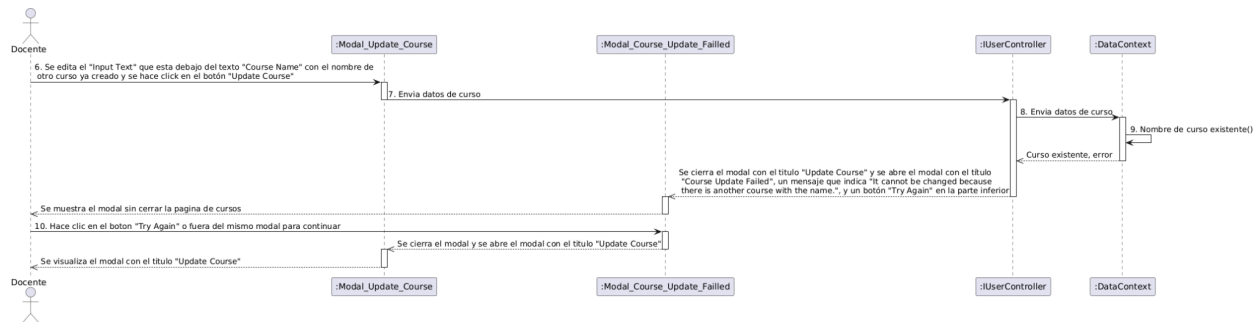 Docente
:Modal_Update_Course
:Modal_Course_Update_Failled
:IUserController
:DataContext
6. Se edita el "Input Text" que esta debajo del texto "Course Name" con el nombre de
otro curso ya creado y se hace click en el botón "Update Course"
7. Envia datos de curso
8. Envia datos de curso
9. Nombre de curso existente()
Curso existente, error
Se cierra el modal con el titulo "Update Course" y se abre el modal con el título
"Course Update Failed", un mensaje que indica "It cannot be changed because
there is another course with the name.", y un botón "Try Again" en la parte inferior
Se muestra el modal sin cerrar la pagina de cursos
10. Hace clic en el boton "Try Again" o fuera del mismo modal para continuar
Se cierra el modal y se abre el modal con el titulo "Update Course"
Se visualiza el modal con el título "Update Course"
Docente
:Modal_Update_Course
:Modal_Course_Update_Failled
:IUserController
:DataContext